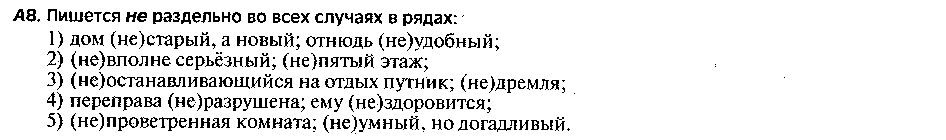 А8. Пишется не раздельно во всех случаях в рядах:
1) дом (не)старый, а новый; отнюдь (не)удобный;
2) (не)вполне серьёзный; (не)пятый этаж;
3) (не)останавливающийся на отдых путник; (не)дремля;
4) переправа (не)разрушена; ему (не)здоровится;
5) (не)проветренная комната; (не)умный, но догадливый.